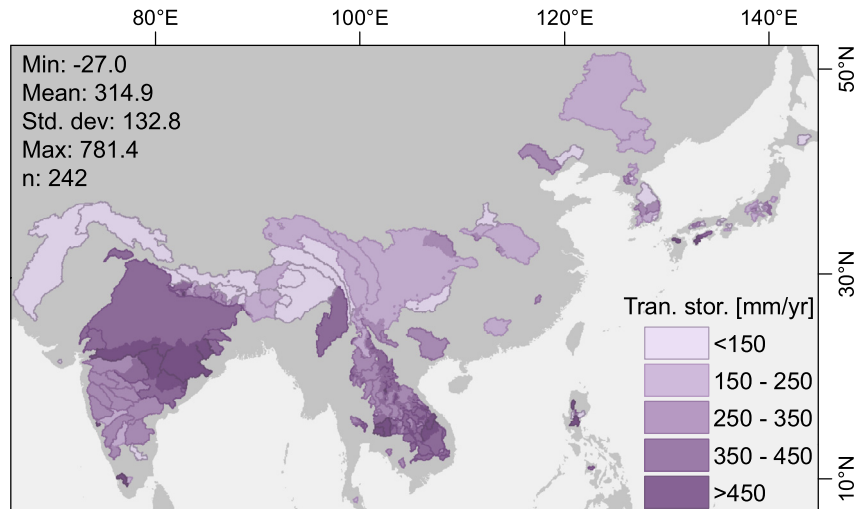 80°E 100°E 120°E 140°E
Min: -27.0
Mean: 314.9
Std. dev: 132.8
Max: 781.4
n: 242
50°N
30°N
10°N
Tran. stor. [mm/yr]
<150
150 - 250
250 - 350
350 - 450
>450